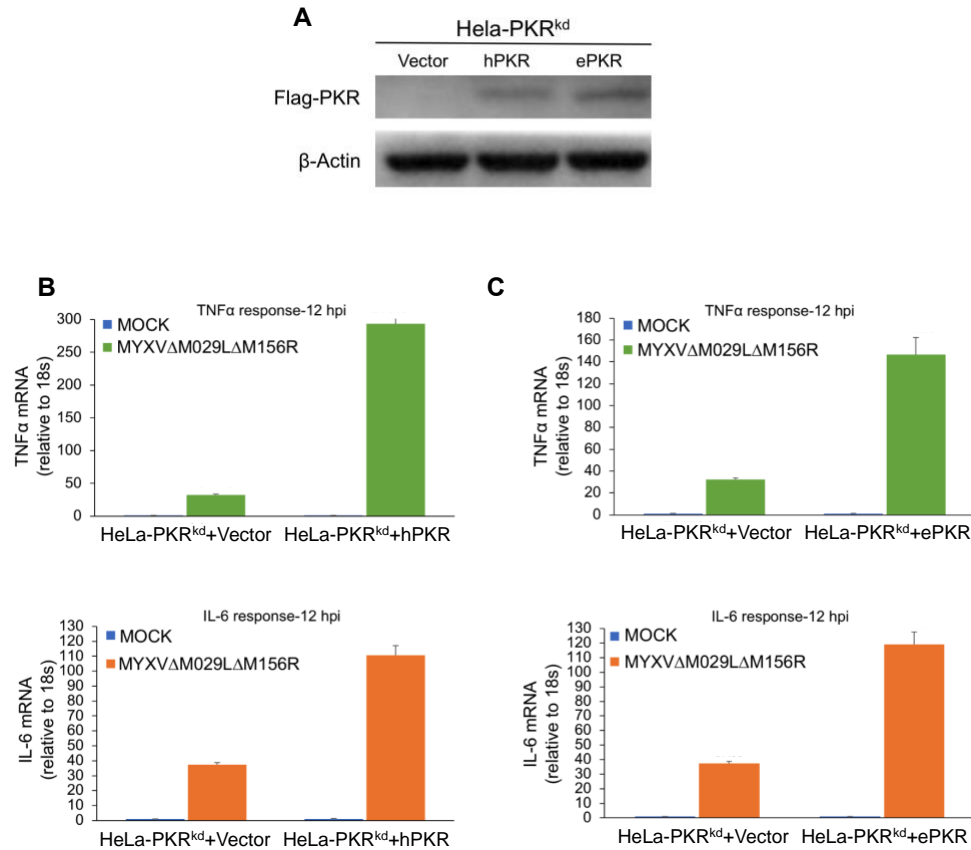 A
Hela-PKRkd
Vector hPKR ePKR
Flag-PKR
β-Actin
B
TNFα response-12 hpi
MOCK
MYXVΔM029LΔM156R
TNFα mRNA
(relative to 18s)
300
250
200
150
100
50
0
HeLa-PKRkd+Vector HeLa-PKRkd+hPKR
C
TNFα response-12 hpi
MOCK
MYXVΔM029LΔM156R
TNFα mRNA
(relative to 18s)
180
160
140
120
100
80
60
40
20
0
HeLa-PKRkd+Vector HeLa-PKRkd+ePKR
IL-6 response-12 hpi
MOCK
MYXVΔM029LΔM156R
IL-6 mRNA
(relative to 18s)
130
120
110
100
90
80
70
60
50
40
30
20
10
0
HeLa-PKRkd+Vector HeLa-PKRkd+hPKR
IL-6 response-12 hpi
MOCK
MYXVΔM029LΔM156R
IL-6 mRNA
(relative to 18s)
130
120
110
100
90
80
70
60
50
40
30
20
10
0
HeLa-PKRkd+Vector HeLa-PKRkd+ePKR